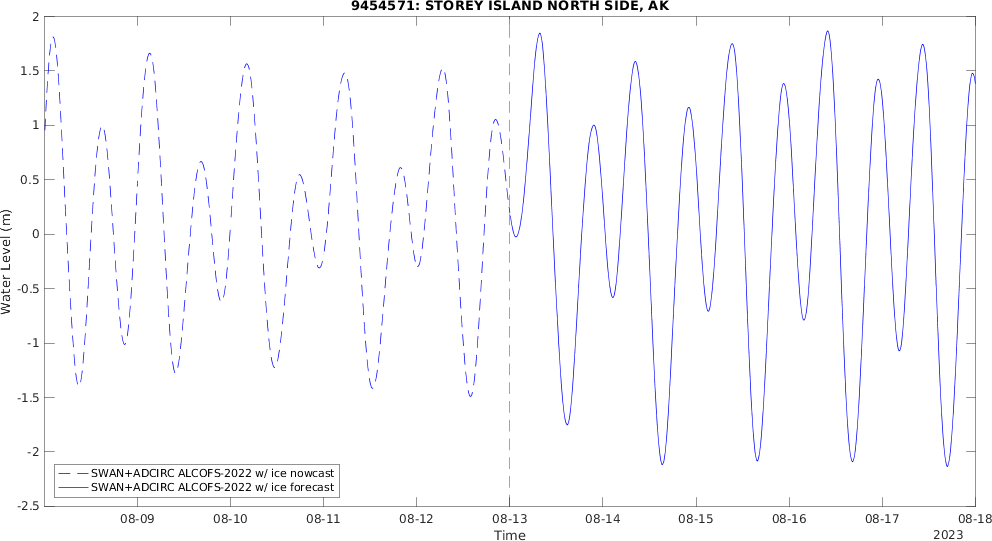 9454571: STOREY ISLAND NORTH SIDE, AK
Water Level (m)
2
1.5
1
0.5
0
-0.5
-1
-1.5
-2
-2.5
SWAN+ADCIRC ALCOFS-2022 w/ ice nowcast
SWAN+ADCIRC ALCOFS-2022 w/ ice forecast
08-09 08-10 08-11 08-12 08-13 08-14 08-15 08-16 08-17 08-18
Time
2023